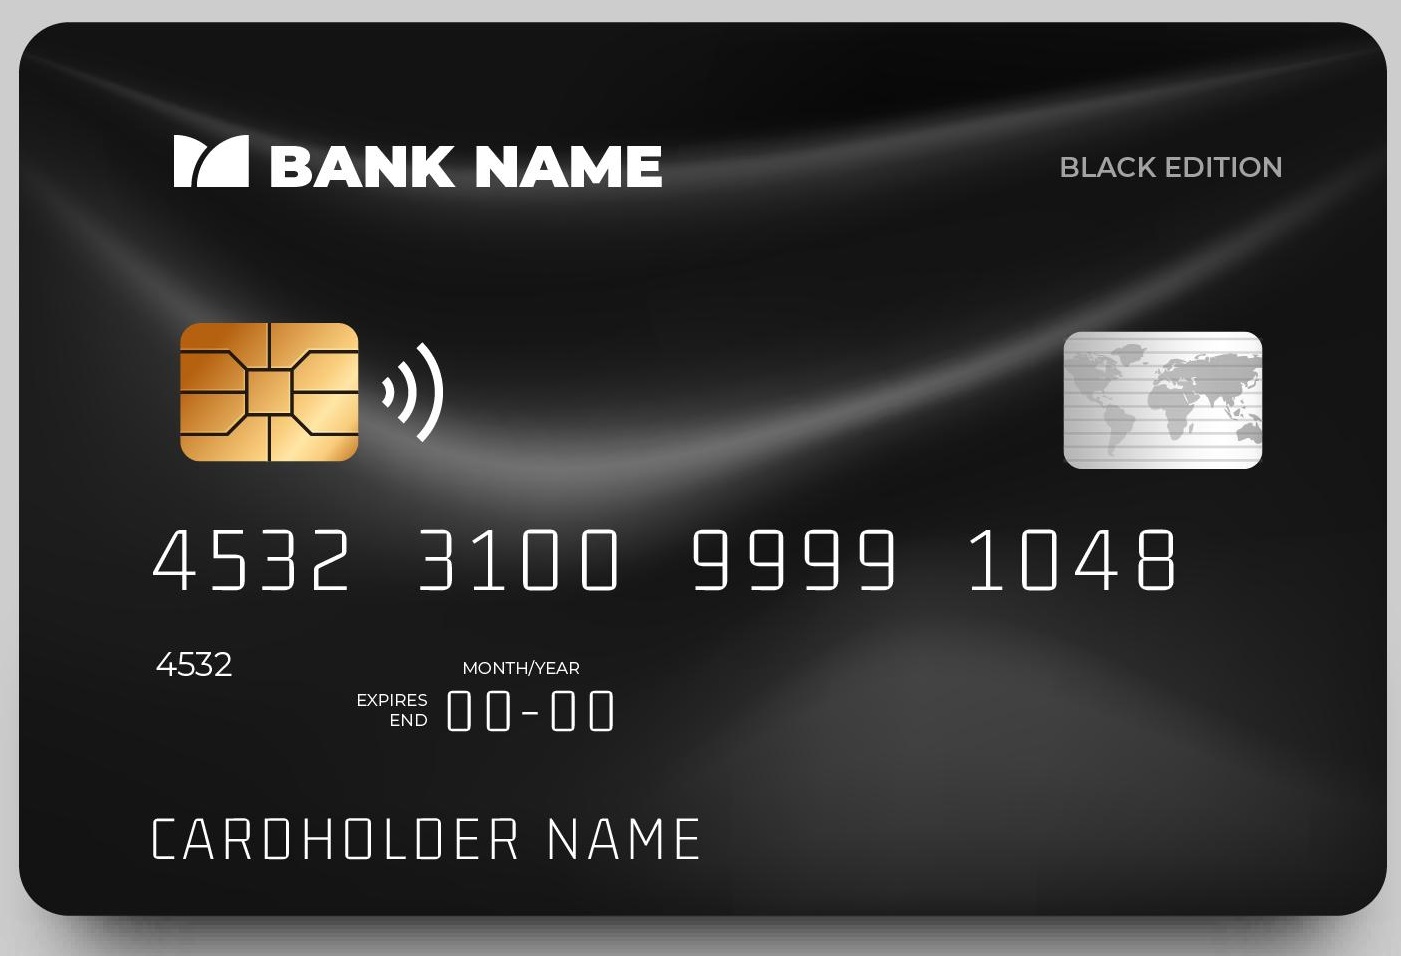 BANK NAME
BLACK EDITION
4532 3100 9999 1048
4532
MONTH/YEAR
EXPIRES
END
00-00
CARDHOLDER NAME